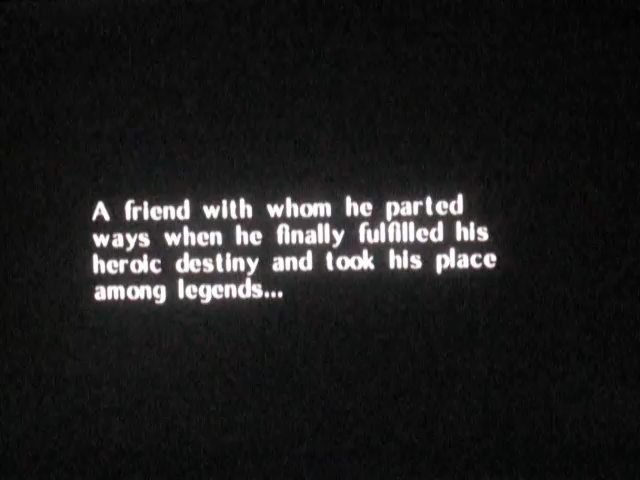 A friend with whom he parted
ways when he finally fulfilled his
heroic destiny and took his place
among legends...